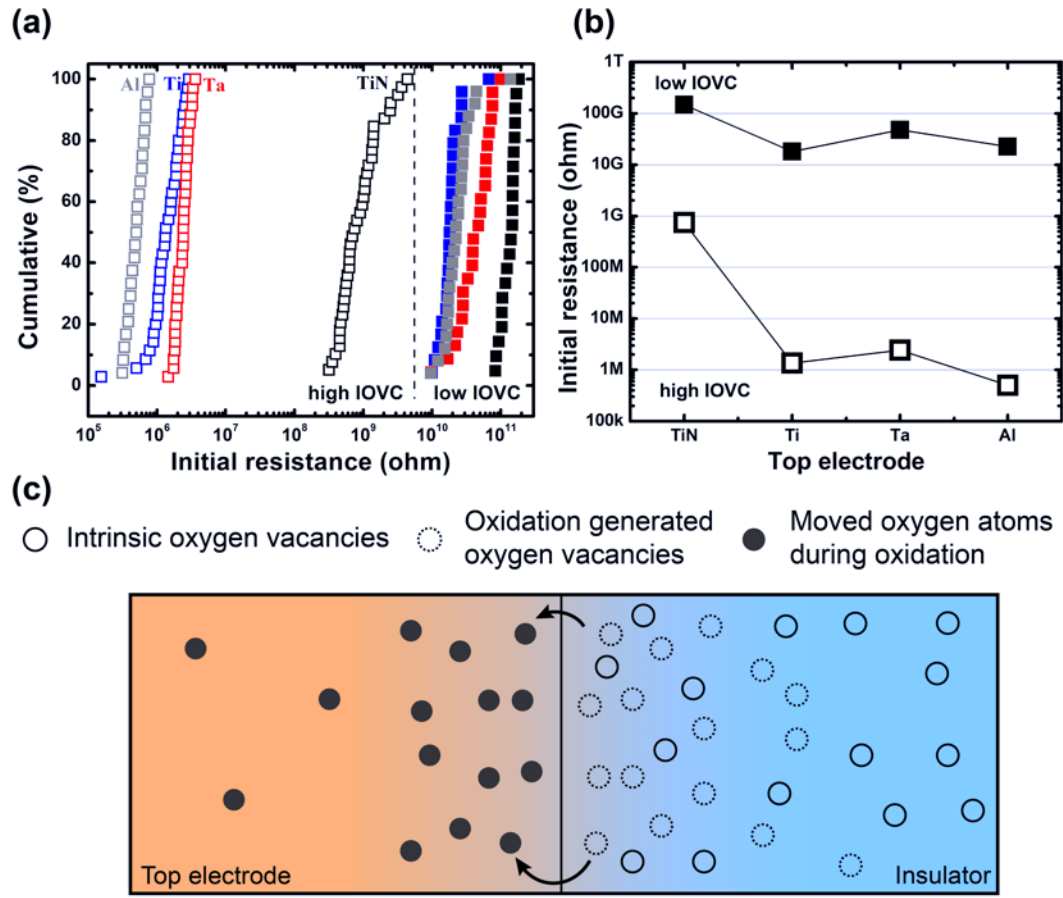 (a)
Cumulative (%)
100
80
60
40
20
0
Al
Ti
Ta
TiN
high IOVC
low IOVC
10^5
10^6
10^7
10^8
10^9
10^10
10^11
Initial resistance (ohm)
(b)
Initial resistance (ohm)
1T
100G
10G
1G
100M
10M
1M
100k
low IOVC
high IOVC
TiN
Ti
Ta
Al
Top electrode
(c)
Intrinsic oxygen vacancies
Oxidation generated
oxygen vacancies
Moved oxygen atoms
during oxidation
Top electrode
Insulator